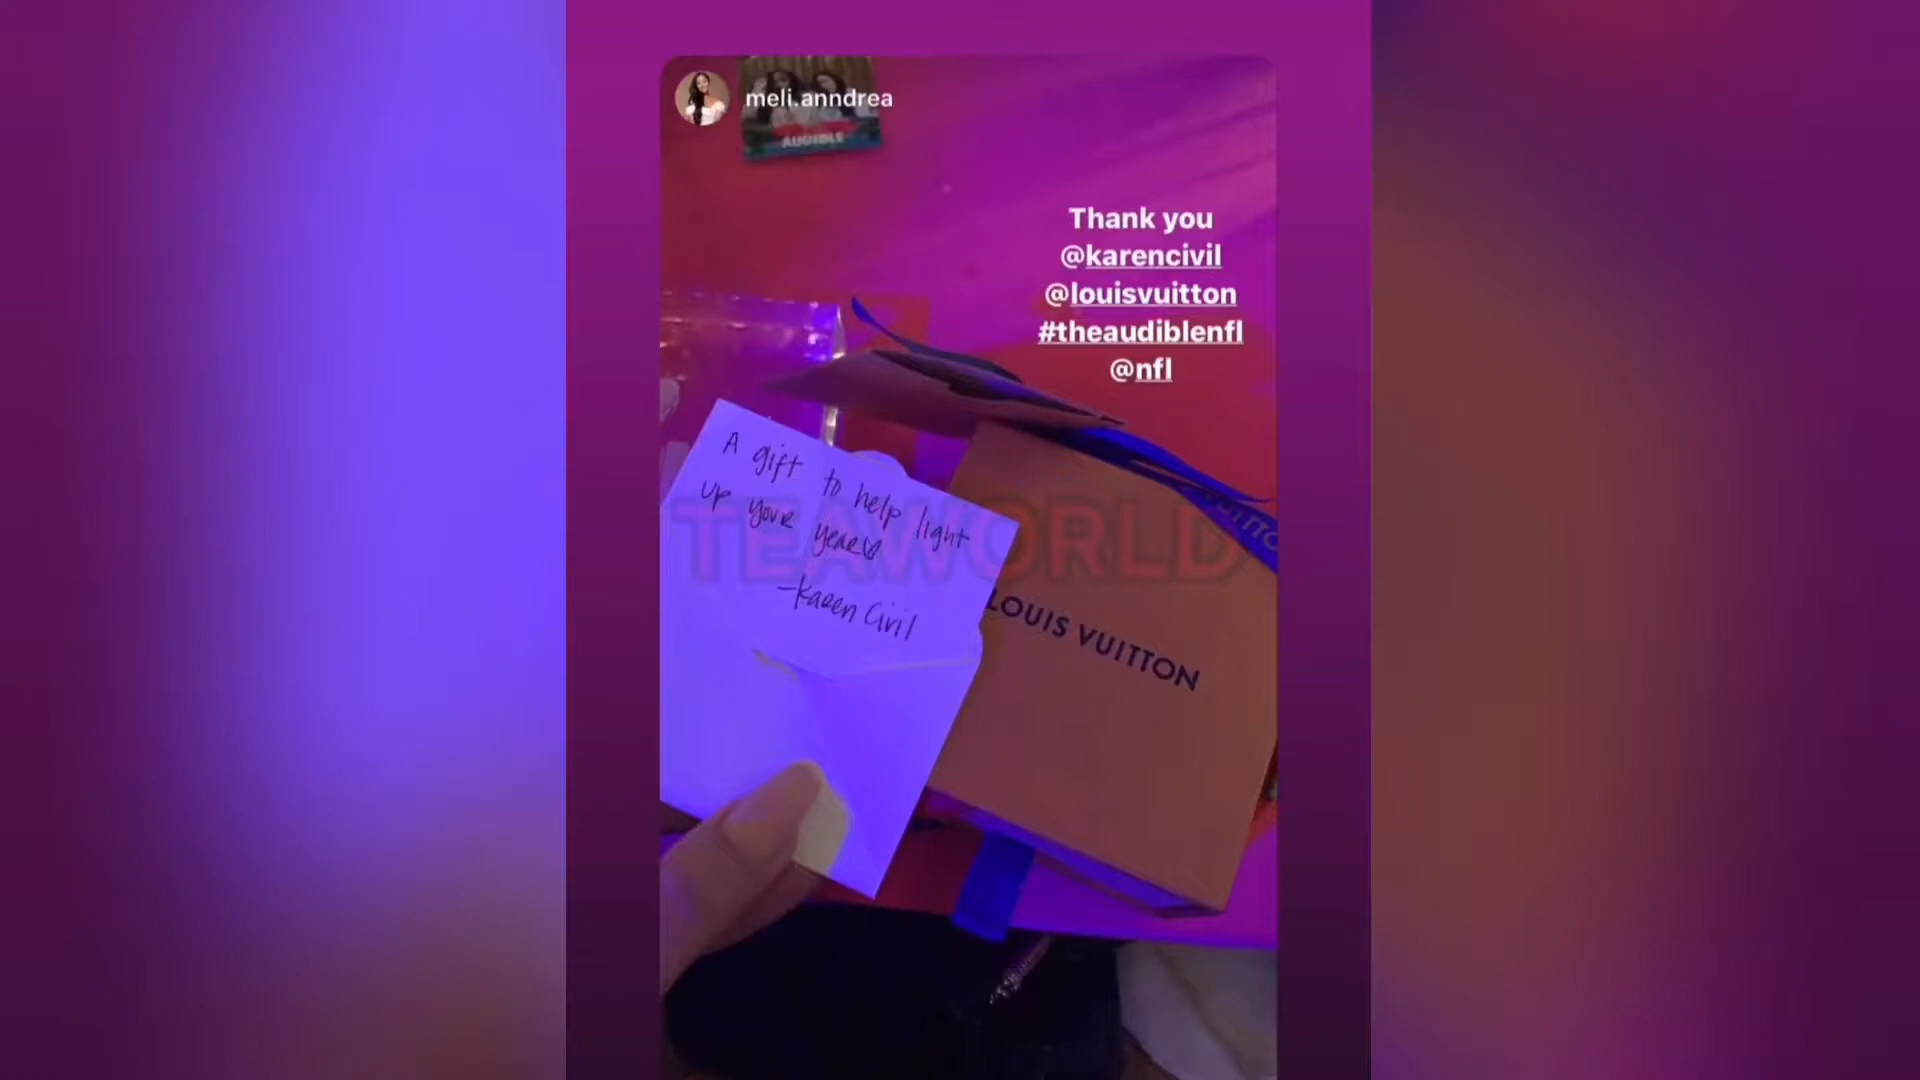 meli.anndrea
AUDIBLE
Thank you
@karencivil
@louisvuitton
#theaudiblenfl
@nfl
A gift to help light
up your year
-Karen Civil
TEAWORLD
LOUIS VUITTON
VUITTO